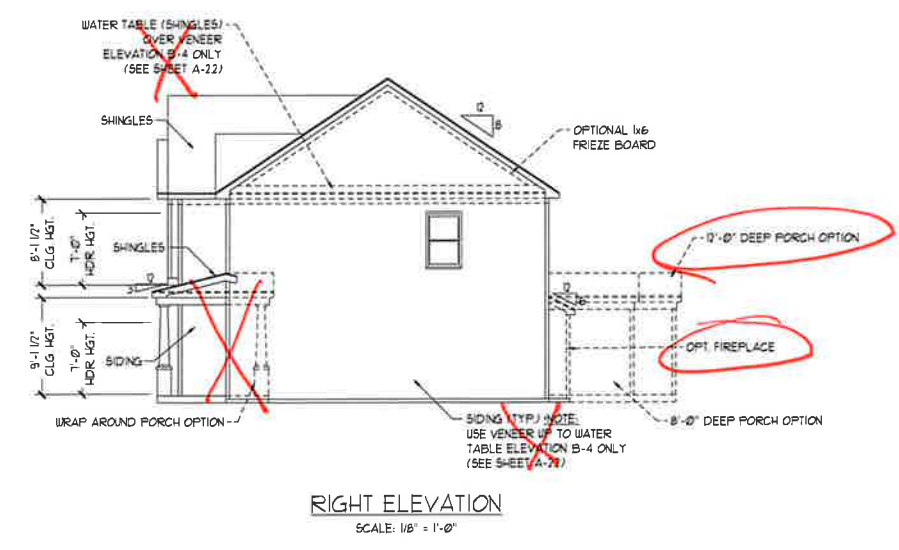 WATER TABLE (SHINGLES)
OVER VENEER
ELEVATION B-4 ONLY
(SEE SHEET A-22)
12
8
SHINGLES
OPTIONAL 1x6
FRIEZE BOARD
8'-1 1/2"
CLG HGT.
7'-0"
HDR. HGT.
SHINGLES
12'-0" DEEP PORCH OPTION
12
3
12
6
9'-1 1/2"
CLG HGT.
7'-0"
HDR. HGT.
SIDING
OPT. FIREPLACE
WRAP AROUND PORCH OPTION
SIDING (TYP.) NOTE:
USE VENEER UP TO WATER
TABLE ELEVATION B-4 ONLY
(SEE SHEET A-22)
8'-0" DEEP PORCH OPTION
RIGHT ELEVATION
SCALE: 1/8" = 1'-0"